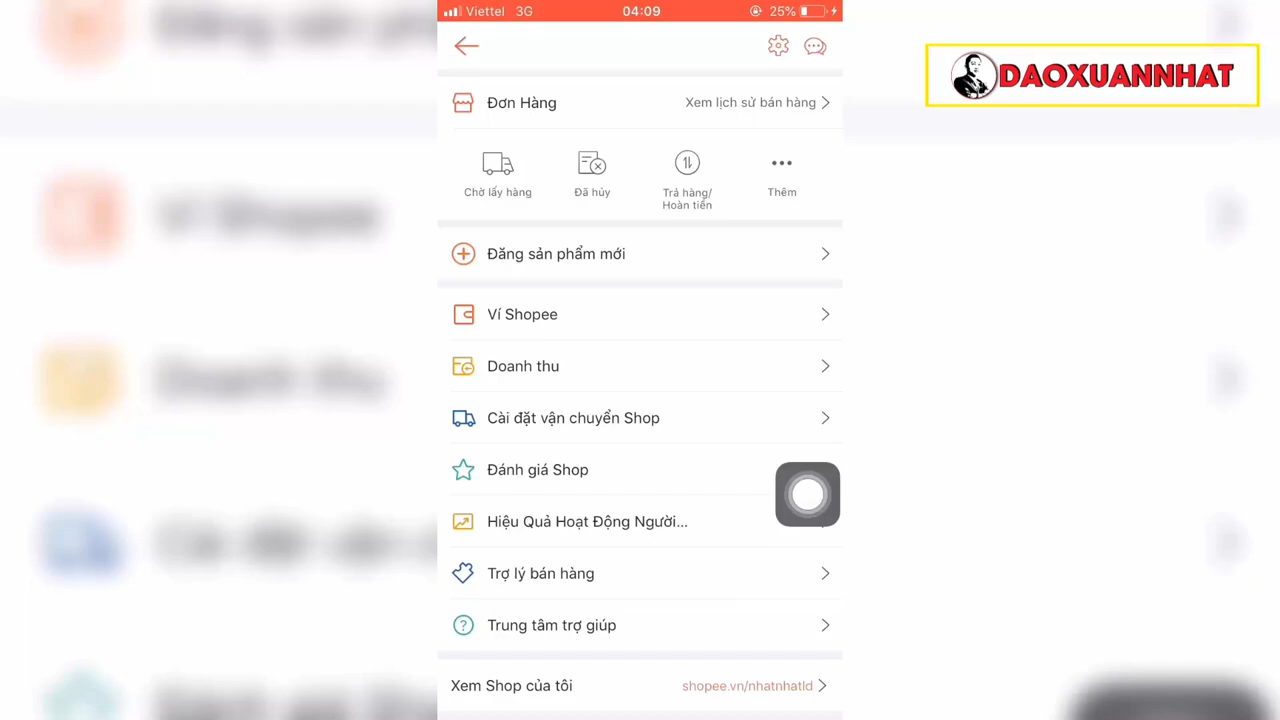 Viettel 3G 04:09 25%
DAOXUANNHAT
Đơn Hàng Xem lịch sử bán hàng
Chờ lấy hàng Đã hủy Trả hàng/ Thêm
Hoàn tiền
Đăng sản phẩm mới
Ví Shopee
Doanh thu
Cài đặt vận chuyển Shop
Đánh giá Shop
Hiệu Quả Hoạt Động Người...
Trợ lý bán hàng
Trung tâm trợ giúp
Xem Shop của tôi shopee.vn/nhatnhatld